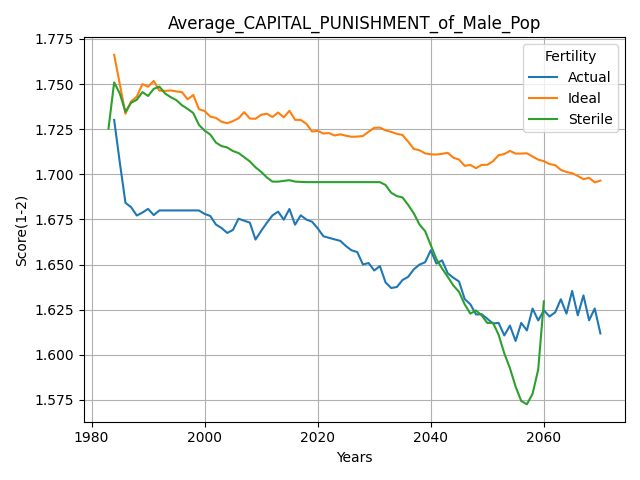 Average_CAPITAL_PUNISHMENT_of_Male_Pop
1.775
1.750
1.725
1.700
1.675
1.650
1.625
1.600
1.575
Score(1-2)
Fertility
Actual
Ideal
Sterile
1980 2000 2020 2040 2060
Years